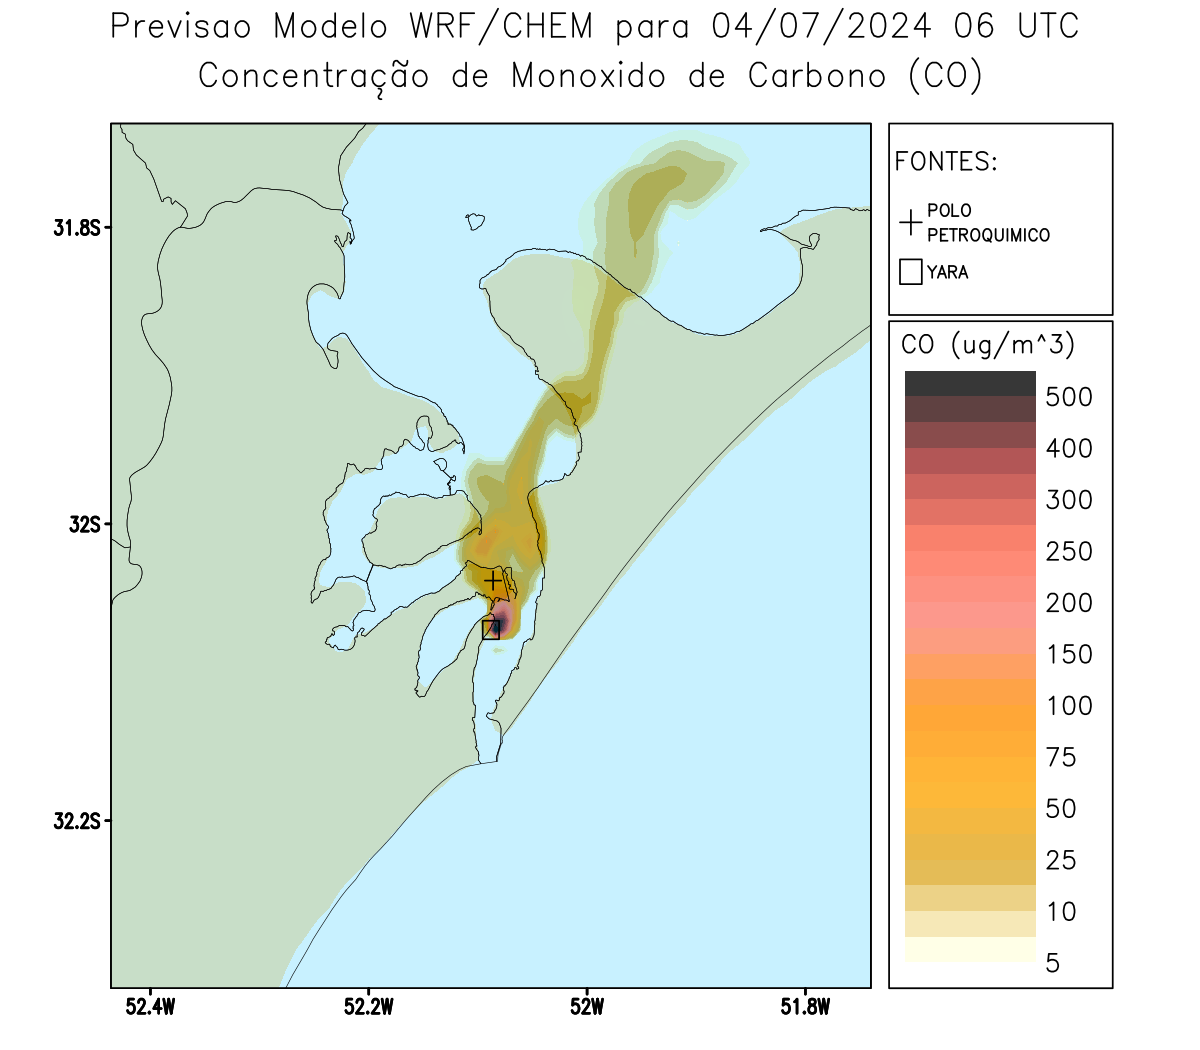 Previsao Modelo WRF/CHEM para 04/07/2024 06 UTC
Concentração de Monoxido de Carbono (CO)
FONTES:
POLO
PETROQUIMICO
YARA
CO (ug/m^3)
500
400
300
250
200
150
100
75
50
25
10
5
31.8S
32S
32.2S
52.4W
52.2W
52W
51.8W